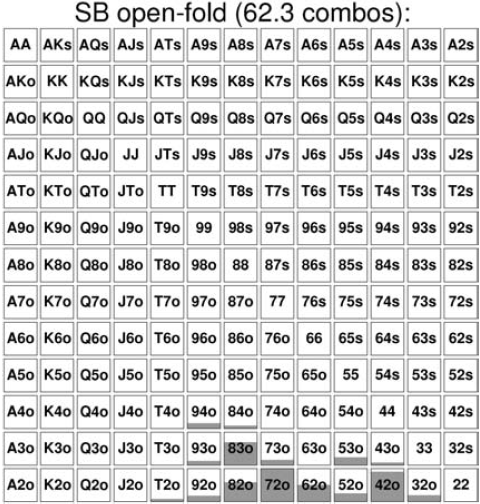 SB open-fold (62.3 combos):
AA AKs AQs AJs ATs A9s A8s A7s A6s A5s A4s A3s A2s
AKo KK KQs KJs KTs K9s K8s K7s K6s K5s K4s K3s K2s
AQo KQo QQ QJs QTs Q9s Q8s Q7s Q6s Q5s Q4s Q3s Q2s
AJo KJo QJo JJ JTs J9s J8s J7s J6s J5s J4s J3s J2s
ATo KTo QTo JTo TT T9s T8s T7s T6s T5s T4s T3s T2s
A9o K9o Q9o J9o T9o 99 98s 97s 96s 95s 94s 93s 92s
A8o K8o Q8o J8o T8o 98o 88 87s 86s 85s 84s 83s 82s
A7o K7o Q7o J7o T7o 97o 87o 77 76s 75s 74s 73s 72s
A6o K6o Q6o J6o T6o 96o 86o 76o 66 65s 64s 63s 62s
A5o K5o Q5o J5o T5o 95o 85o 75o 65o 55 54s 53s 52s
A4o K4o Q4o J4o T4o 94o 84o 74o 64o 54o 44 43s 42s
A3o K3o Q3o J3o T3o 93o 83o 73o 63o 53o 43o 33 32s
A2o K2o Q2o J2o T2o 92o 82o 72o 62o 52o 42o 32o 22